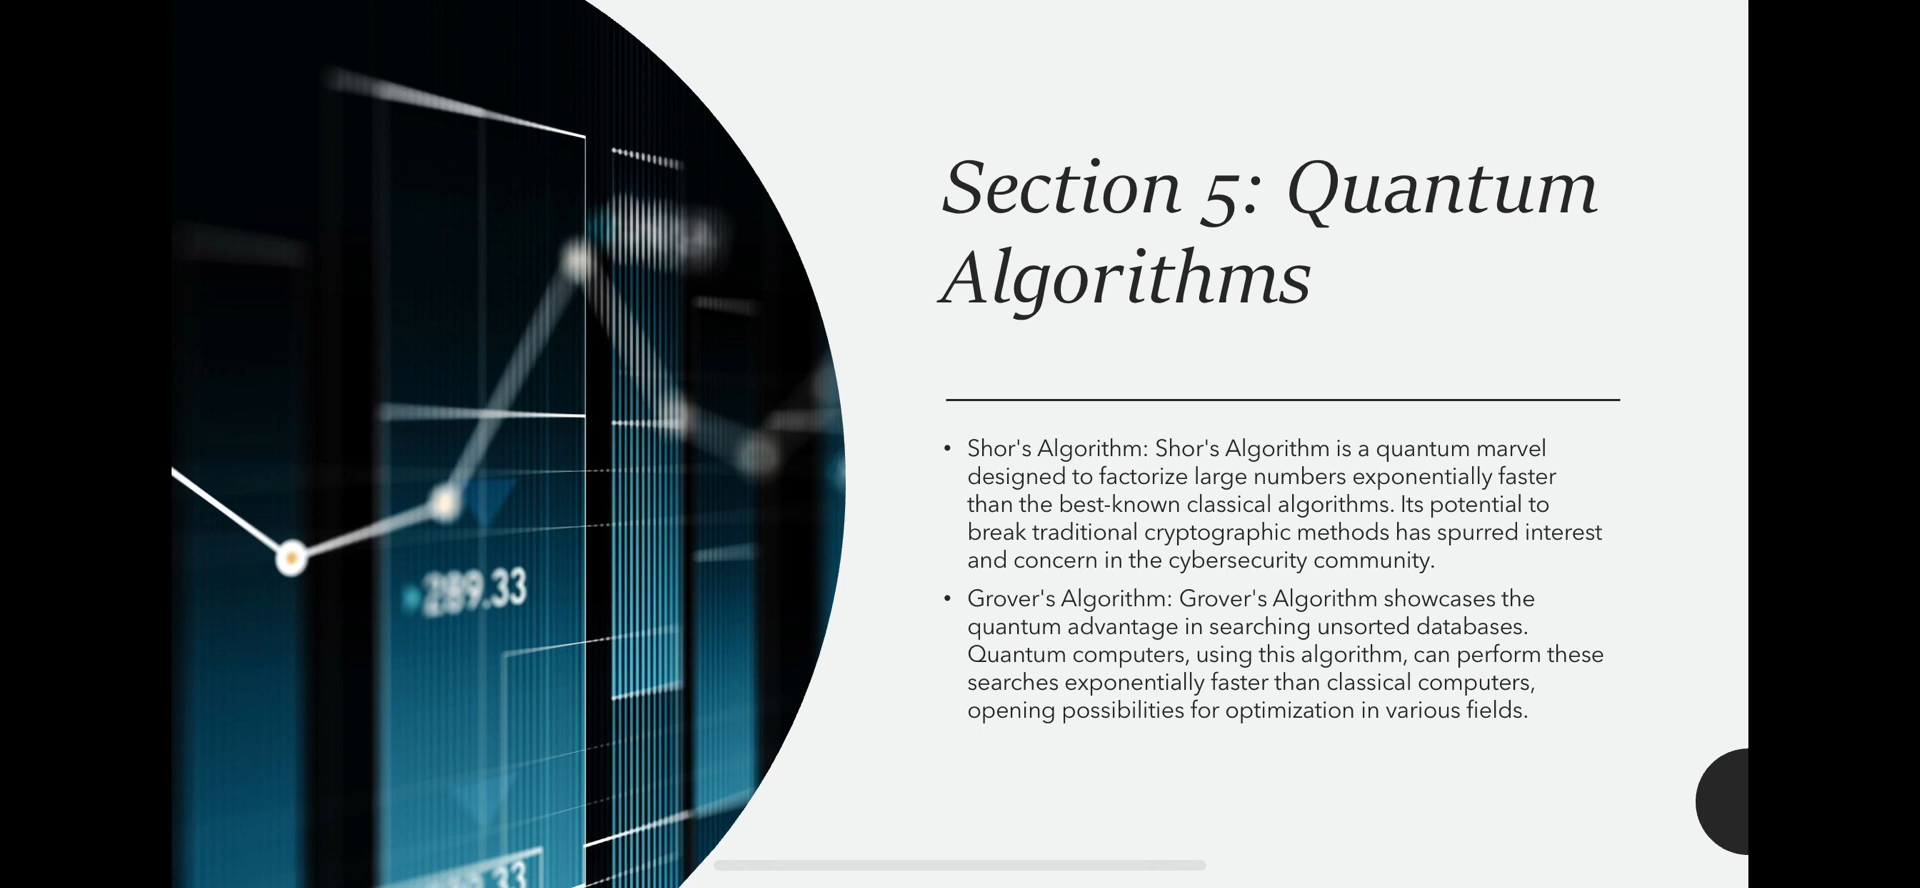 Section 5: Quantum
Algorithms
• Shor's Algorithm: Shor's Algorithm is a quantum marvel
designed to factorize large numbers exponentially faster
than the best-known classical algorithms. Its potential to
break traditional cryptographic methods has spurred interest
and concern in the cybersecurity community.
• Grover's Algorithm: Grover's Algorithm showcases the
quantum advantage in searching unsorted databases.
Quantum computers, using this algorithm, can perform these
searches exponentially faster than classical computers,
opening possibilities for optimization in various fields.
289.33